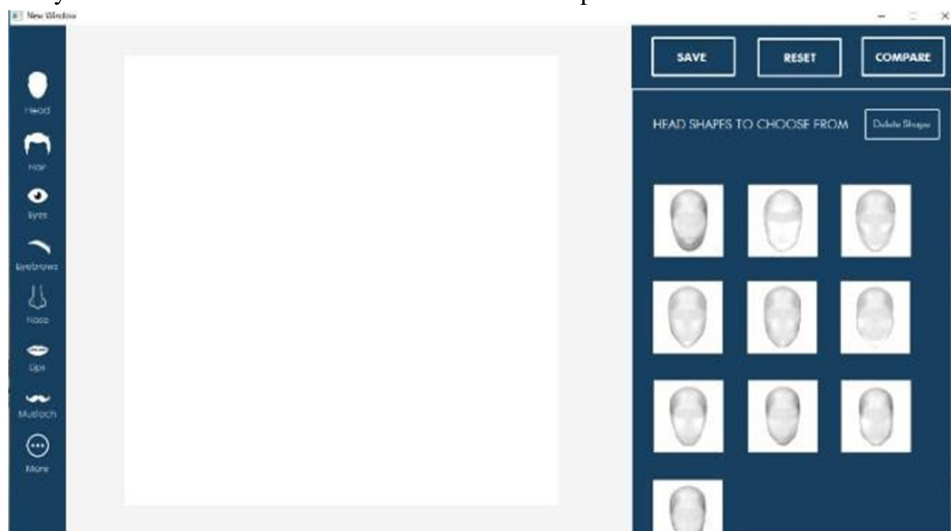 New Window
SAVE
RESET
COMPARE
Head
HEAD SHAPES TO CHOOSE FROM
Delete Shape
Hair
Eyes
Eyebrows
Nose
Lips
Mustach
More